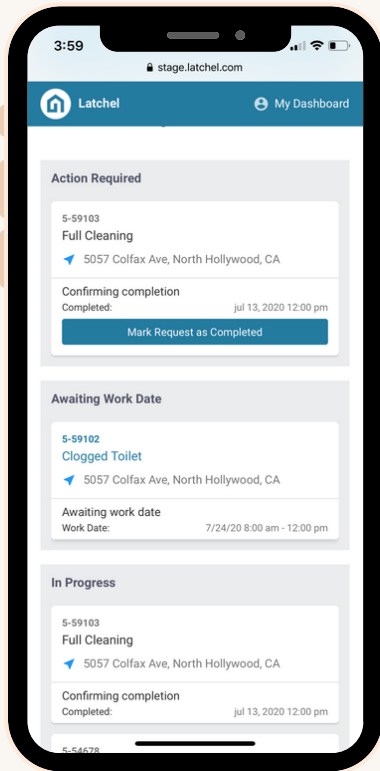 3:59
stage.latchel.com
Latchel
My Dashboard
Action Required
5-59103
Full Cleaning
5057 Colfax Ave, North Hollywood, CA
Confirming completion
Completed: jul 13, 2020 12:00 pm
Mark Request as Completed
Awaiting Work Date
5-59102
Clogged Toilet
5057 Colfax Ave, North Hollywood, CA
Awaiting work date
Work Date: 7/24/20 8:00 am - 12:00 pm
In Progress
5-59103
Full Cleaning
5057 Colfax Ave, North Hollywood, CA
Confirming completion
Completed: jul 13, 2020 12:00 pm
5-54678